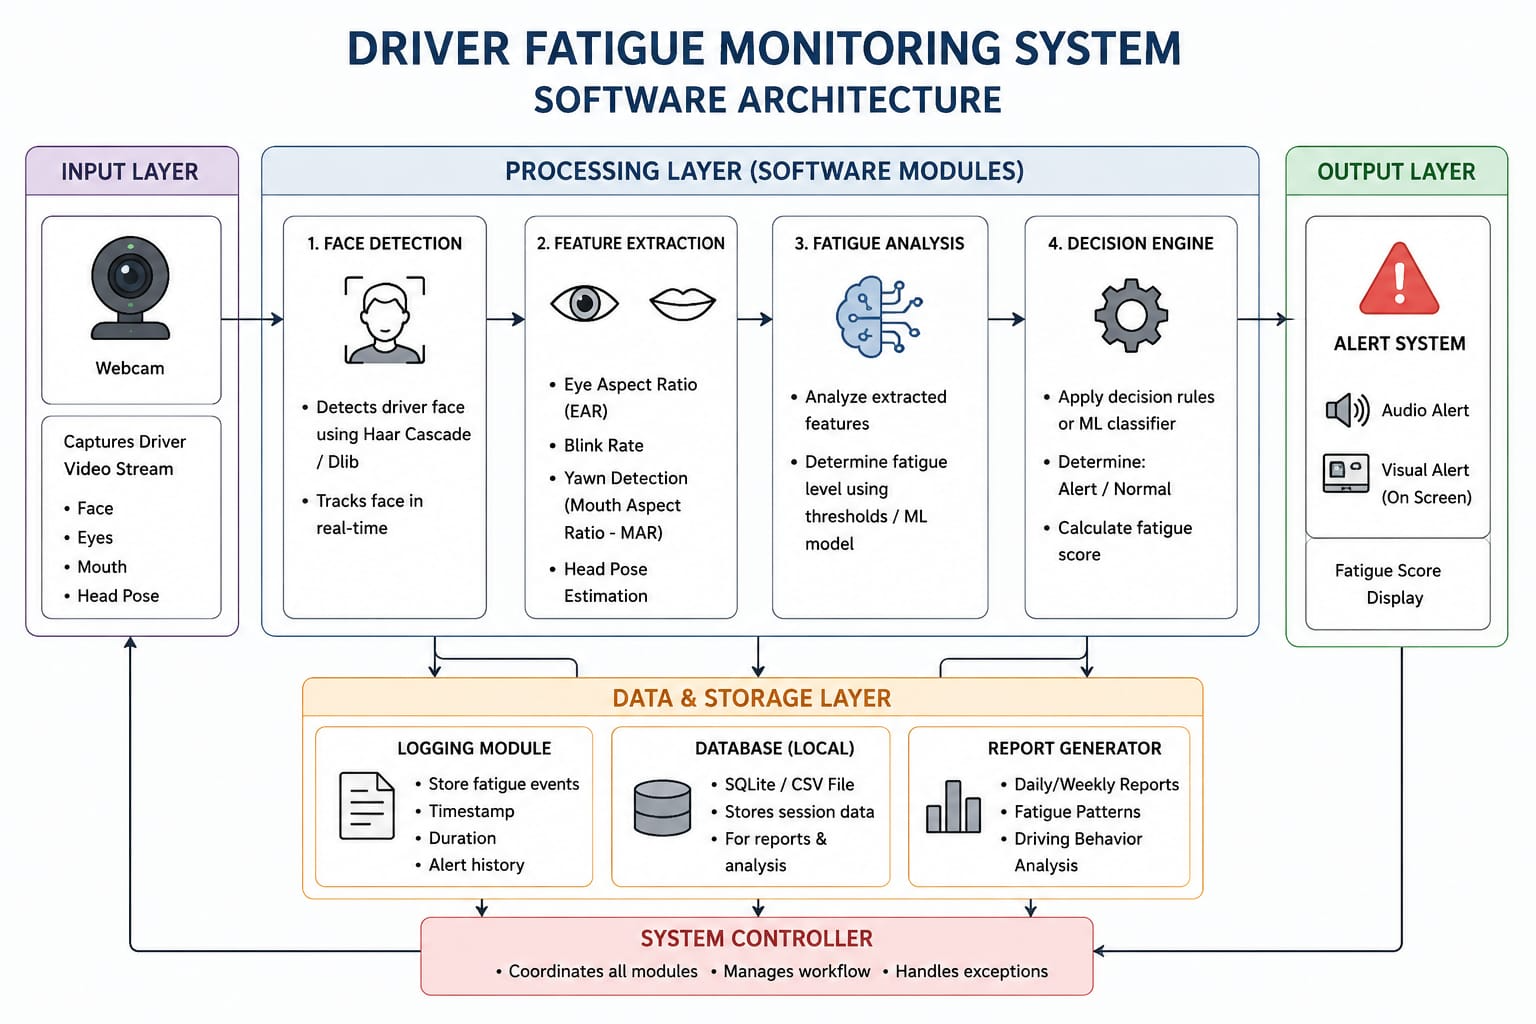 DRIVER FATIGUE MONITORING SYSTEM
SOFTWARE ARCHITECTURE
INPUT LAYER
Webcam
Captures Driver
Video Stream
• Face
• Eyes
• Mouth
• Head Pose
PROCESSING LAYER (SOFTWARE MODULES)
1. FACE DETECTION
• Detects driver face
using Haar Cascade
/ Dlib
• Tracks face in
real-time
2. FEATURE EXTRACTION
• Eye Aspect Ratio
(EAR)
• Blink Rate
• Yawn Detection
(Mouth Aspect
Ratio - MAR)
• Head Pose
Estimation
3. FATIGUE ANALYSIS
• Analyze extracted
features
• Determine fatigue
level using
thresholds / ML
model
4. DECISION ENGINE
• Apply decision rules
or ML classifier
• Determine:
Alert / Normal
• Calculate fatigue
score
OUTPUT LAYER
ALERT SYSTEM
Audio Alert
Visual Alert
(On Screen)
Fatigue Score
Display
DATA & STORAGE LAYER
LOGGING MODULE
• Store fatigue events
• Timestamp
• Duration
• Alert history
DATABASE (LOCAL)
• SQLite / CSV File
• Stores session data
• For reports &
analysis
REPORT GENERATOR
• Daily/Weekly Reports
• Fatigue Patterns
• Driving Behavior
Analysis
SYSTEM CONTROLLER
• Coordinates all modules • Manages workflow • Handles exceptions